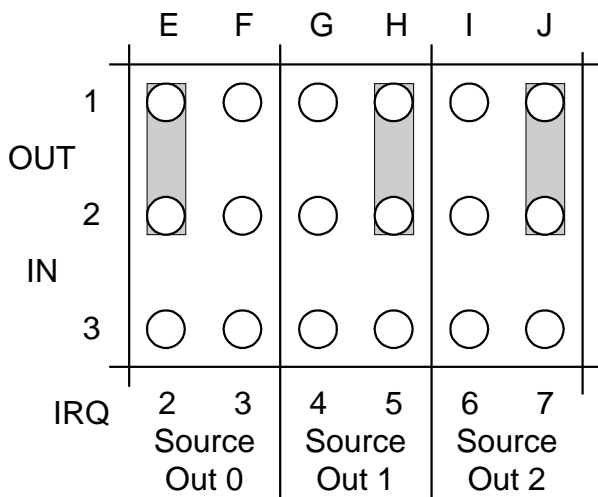 E F G H I J
1
OUT
2
IN
3
IRQ 2 3 4 5 6 7
Source Source Source
Out 0 Out 1 Out 2